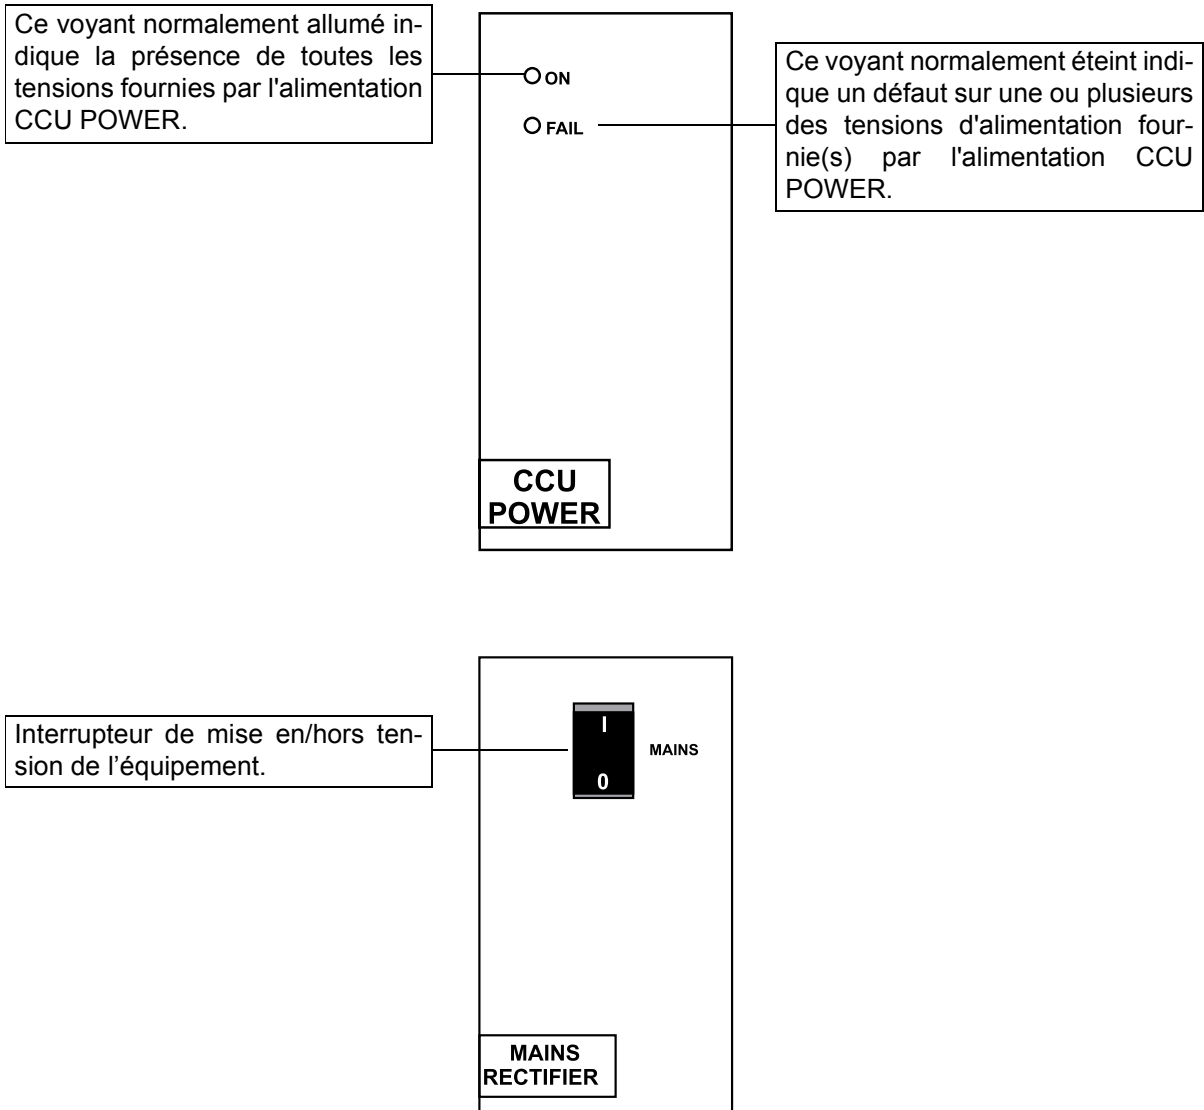 Ce voyant normalement allumé in-
dique la présence de toutes les
tensions fournies par l'alimentation
CCU POWER.
ON
FAIL
Ce voyant normalement éteint indi-
que un défaut sur une ou plusieurs
des tensions d'alimentation four-
nie(s) par l'alimentation CCU
POWER.
CCU
POWER
Interrupteur de mise en/hors ten-
sion de l’équipement.
I
0
MAINS
MAINS
RECTIFIER